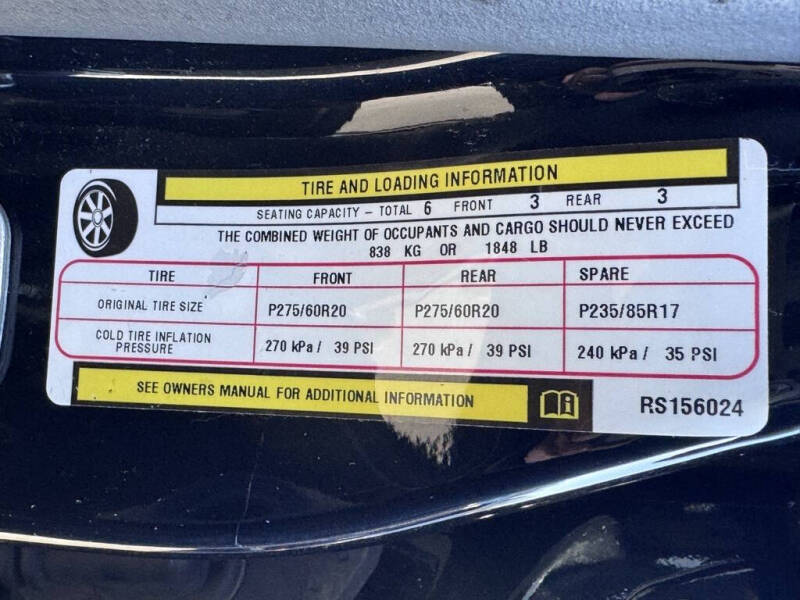 TIRE AND LOADING INFORMATION
SEATING CAPACITY – TOTAL 6 FRONT 3 REAR 3
THE COMBINED WEIGHT OF OCCUPANTS AND CARGO SHOULD NEVER EXCEED
838 KG OR 1848 LB
TIRE FRONT REAR SPARE
ORIGINAL TIRE SIZE P275/60R20 P275/60R20 P235/85R17
COLD TIRE INFLATION PRESSURE 270 kPa / 39 PSI 270 kPa / 39 PSI 240 kPa / 35 PSI
SEE OWNERS MANUAL FOR ADDITIONAL INFORMATION
RS156024